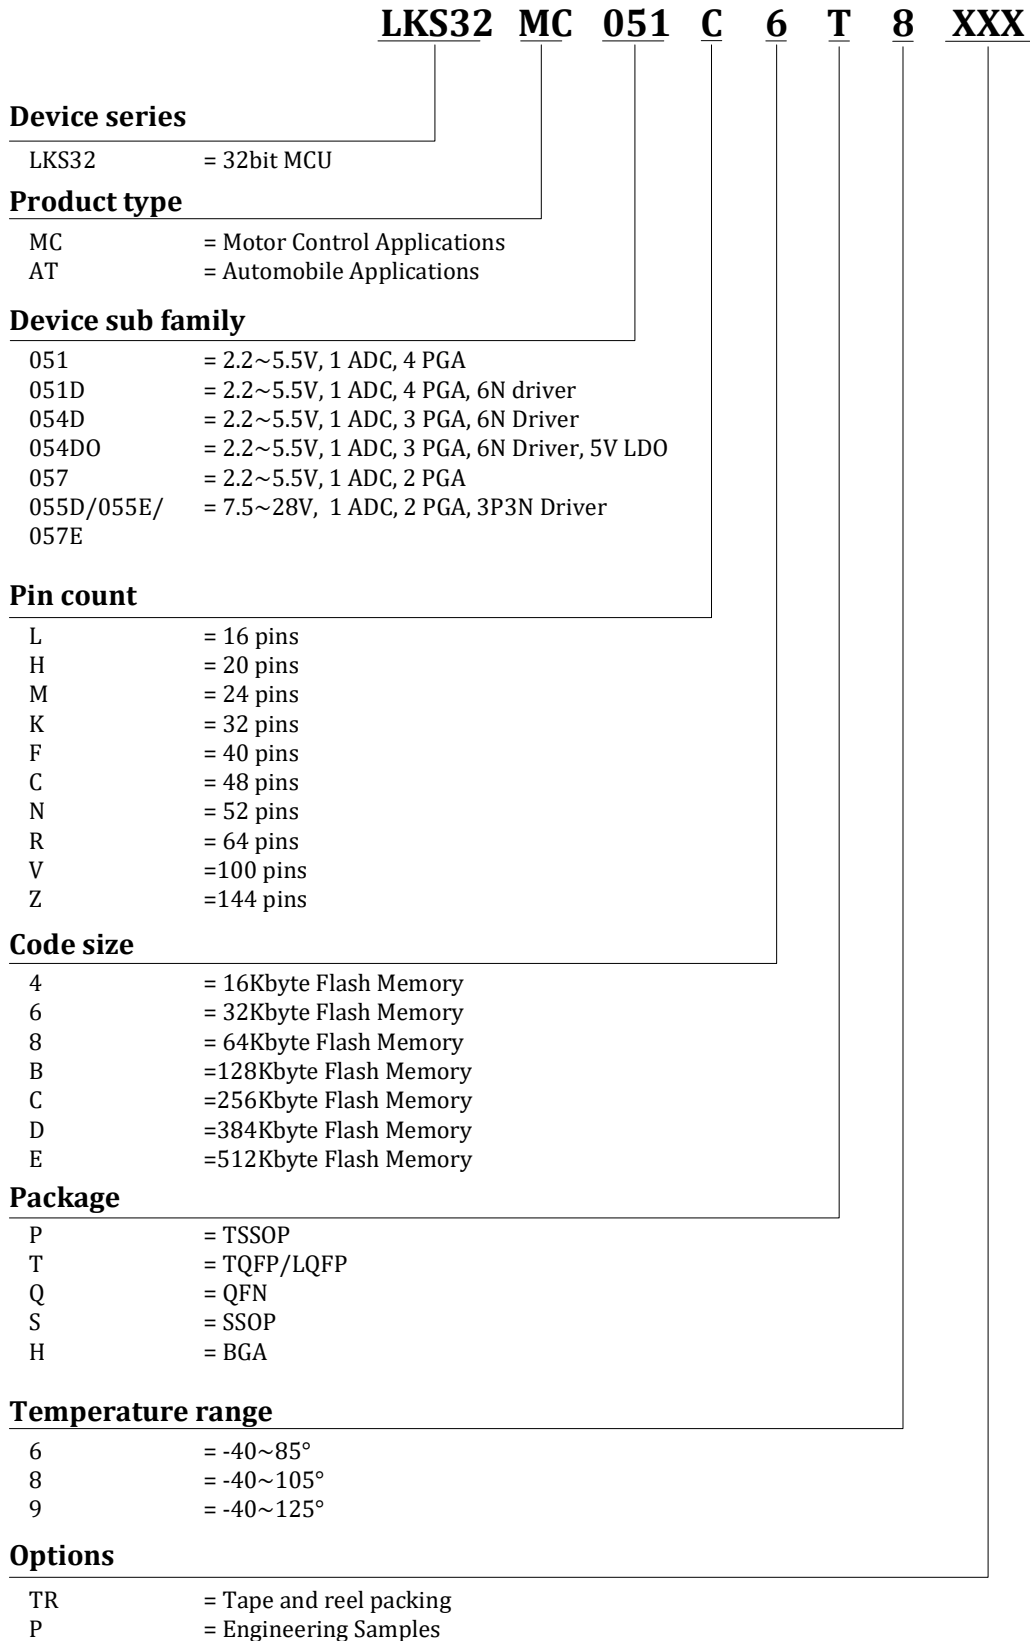 LKS32 MC 051 C 6 T 8 XXX
Device series
LKS32 = 32bit MCU
Product type
MC = Motor Control Applications
AT = Automobile Applications
Device sub family
051 = 2.2~5.5V, 1 ADC, 4 PGA
051D = 2.2~5.5V, 1 ADC, 4 PGA, 6N driver
054D = 2.2~5.5V, 1 ADC, 3 PGA, 6N Driver
054DO = 2.2~5.5V, 1 ADC, 3 PGA, 6N Driver, 5V LDO
057 = 2.2~5.5V, 1 ADC, 2 PGA
055D/055E/ = 7.5~28V, 1 ADC, 2 PGA, 3P3N Driver
057E
Pin count
L = 16 pins
H = 20 pins
M = 24 pins
K = 32 pins
F = 40 pins
C = 48 pins
N = 52 pins
R = 64 pins
V =100 pins
Z =144 pins
Code size
4 = 16Kbyte Flash Memory
6 = 32Kbyte Flash Memory
8 = 64Kbyte Flash Memory
B =128Kbyte Flash Memory
C =256Kbyte Flash Memory
D =384Kbyte Flash Memory
E =512Kbyte Flash Memory
Package
P = TSSOP
T = TQFP/LQFP
Q = QFN
S = SSOP
H = BGA
Temperature range
6 = -40~85°
8 = -40~105°
9 = -40~125°
Options
TR = Tape and reel packing
P = Engineering Samples